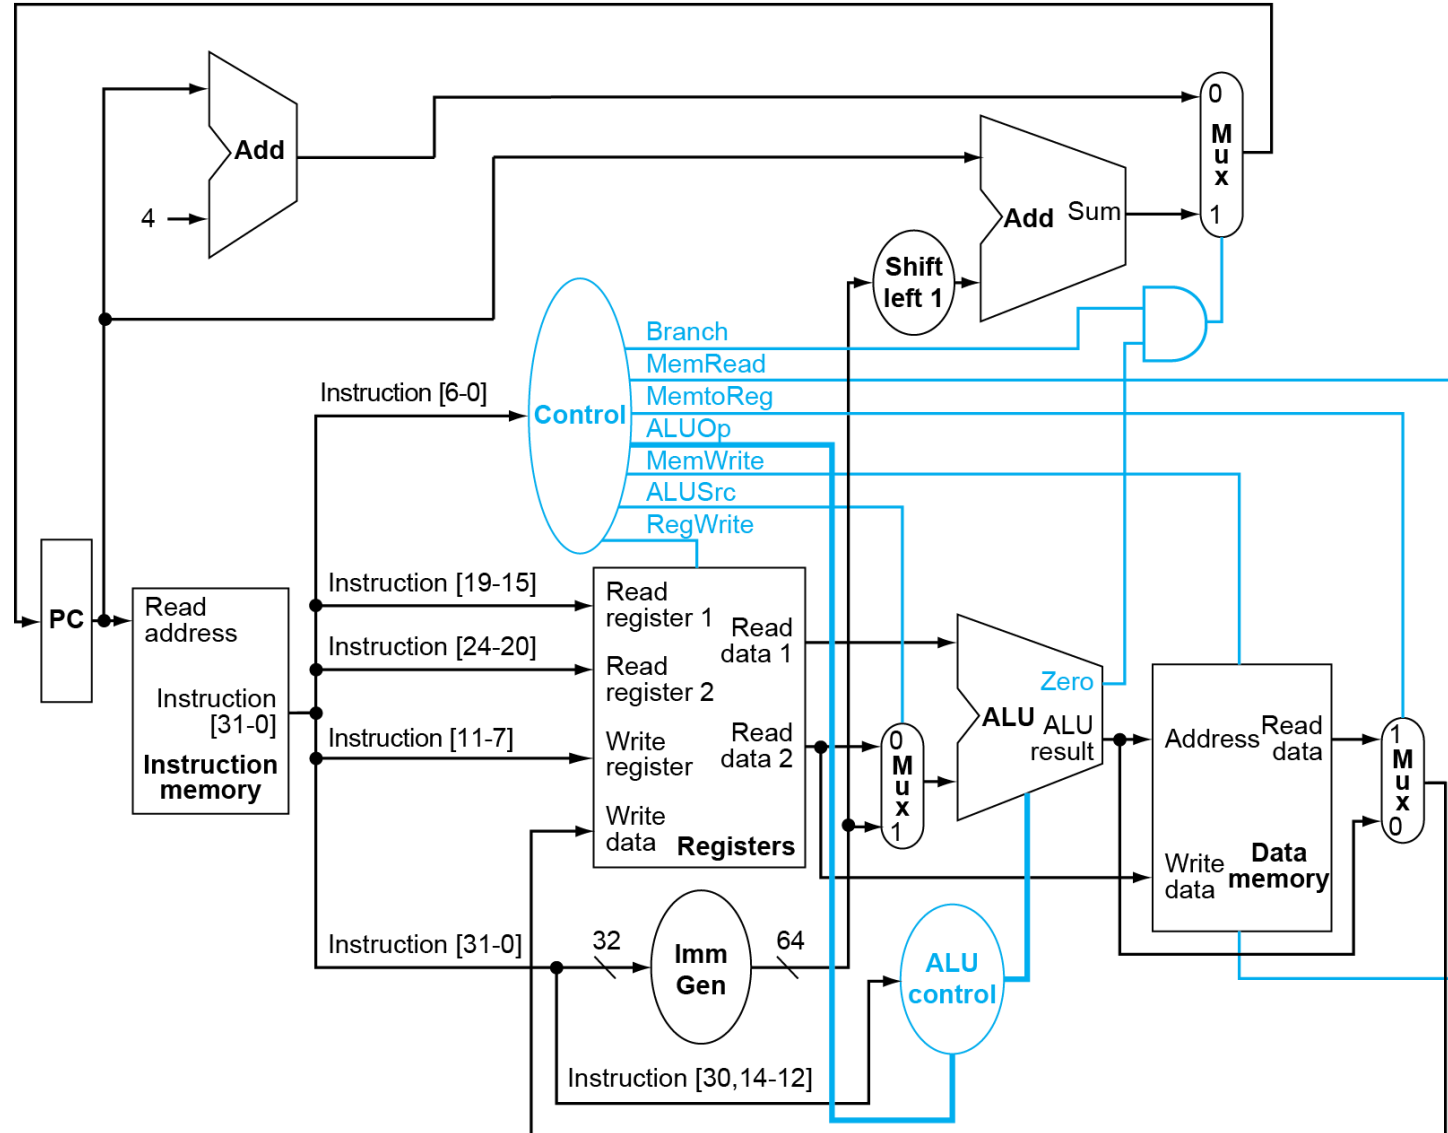 Add
4
0
Mux
1
Add
Sum
Shift
left 1
Branch
MemRead
MemtoReg
ALUOp
MemWrite
ALUSrc
RegWrite
Instruction [6-0]
Control
PC
Read
address
Instruction
[31-0]
Instruction
memory
Instruction [19-15]
Instruction [24-20]
Instruction [11-7]
Instruction [31-0]
Read
register 1
Read
register 2
Write
register
Write
data
Read
data 1
Read
data 2
Registers
0
Mux
1
Zero
ALU
ALU
result
Address
Read
data
Write
data
Data
memory
1
Mux
0
32
Imm
Gen
64
ALU
control
Instruction [30,14-12]